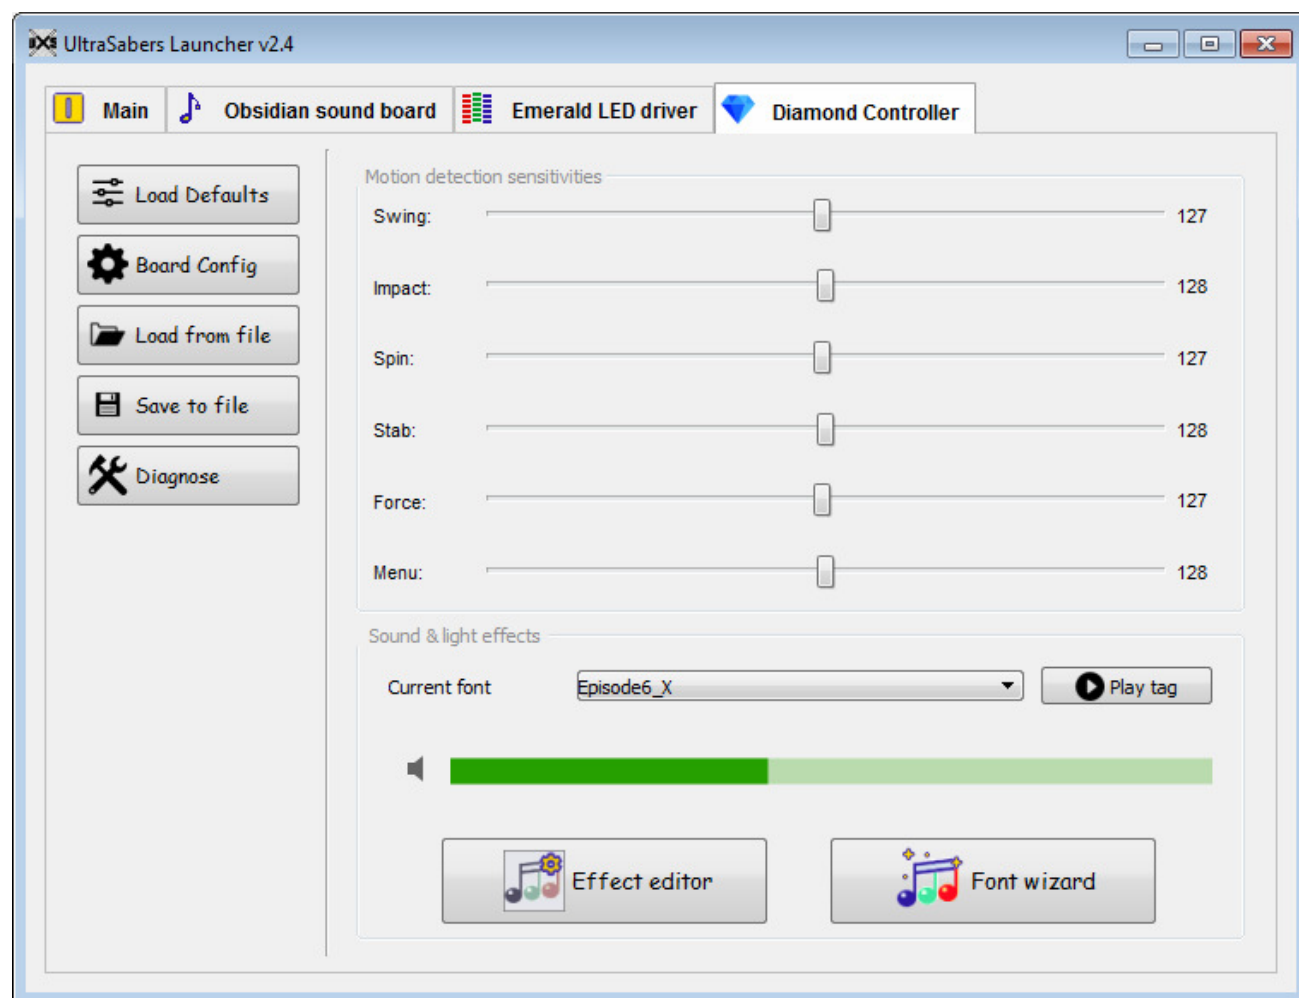 UltraSabers Launcher v2.4
Main Obsidian sound board Emerald LED driver Diamond Controller
Load Defaults
Board Config
Load from file
Save to file
Diagnose
Motion detection sensitivities
Swing: 127
Impact: 128
Spin: 127
Stab: 128
Force: 127
Menu: 128
Sound & light effects
Current font Episode6_X Play tag
Effect editor Font wizard